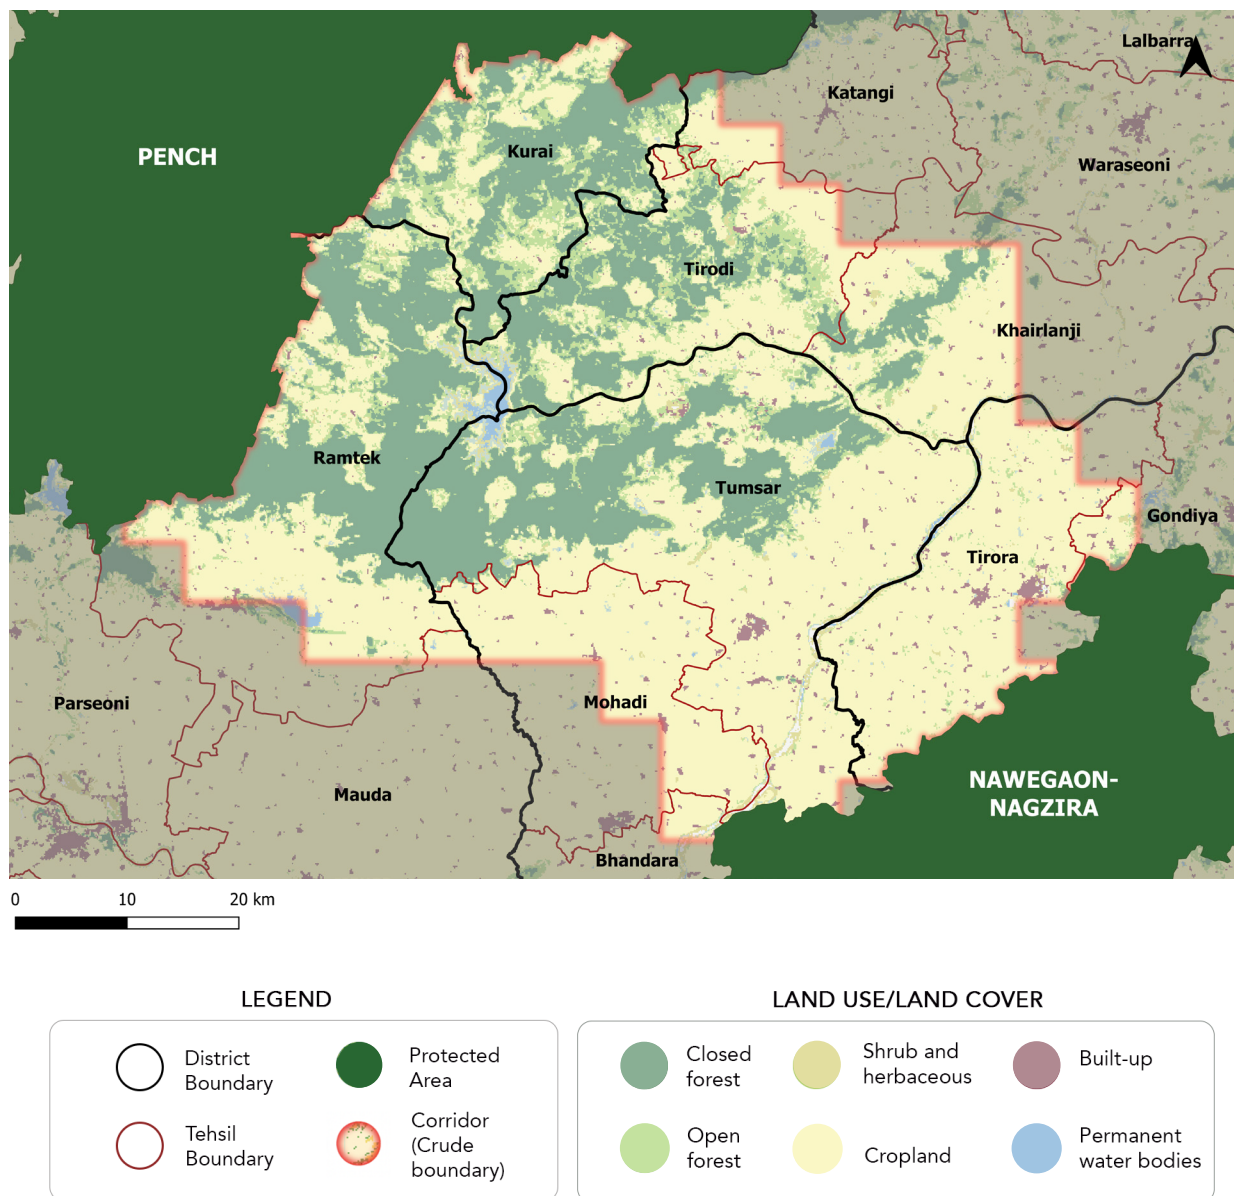 Lalbarra
Katangi
PENCH
Kurai
Waraseoni
Tirodi
Khairlanji
Ramtek
Tumsar
Gondiya
Tirora
Parseoni
Mohadi
Mauda
NAWEGAON-
NAGZIRA
Bhandara
0 10 20 km
LEGEND
District
Boundary
Protected
Area
Tehsil
Boundary
Corridor
(Crude
boundary)
LAND USE/LAND COVER
Closed
forest
Shrub and
herbaceous
Built-up
Open
forest
Cropland
Permanent
water bodies